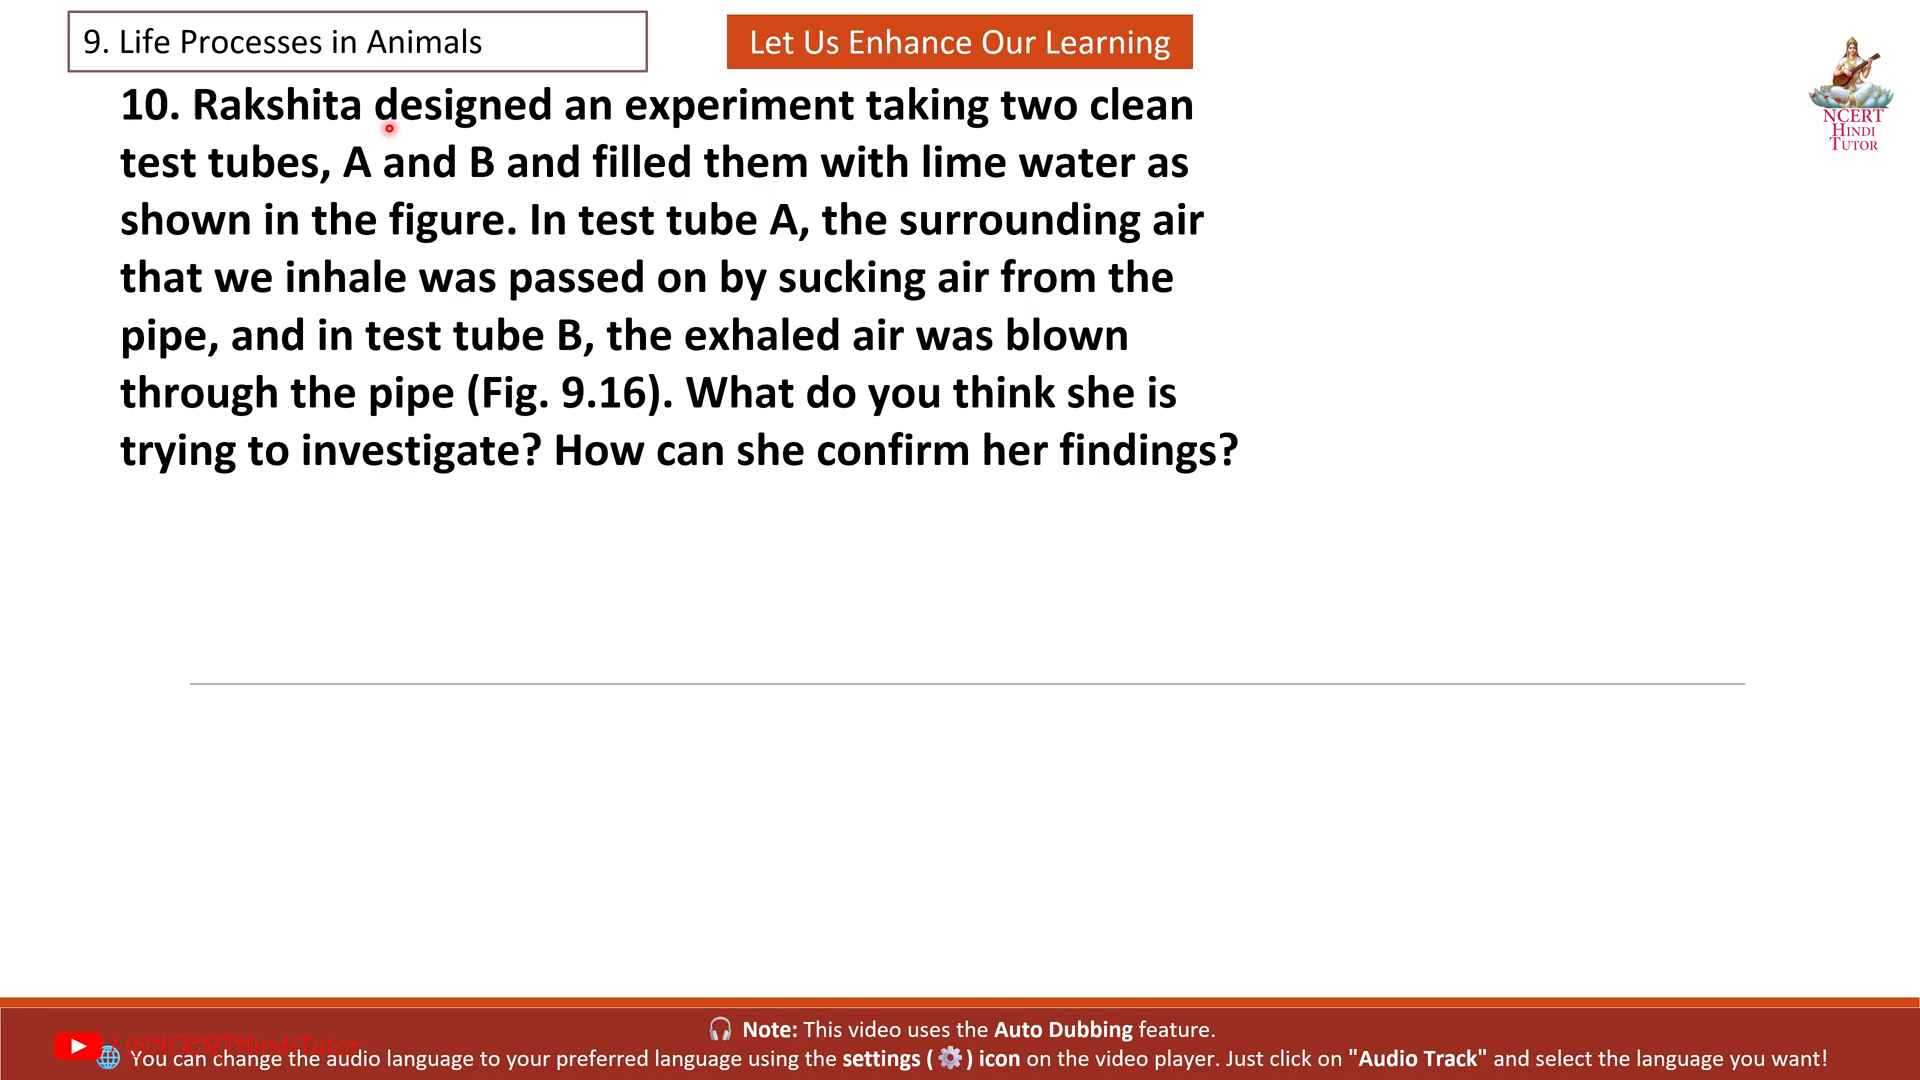 9. Life Processes in Animals
Let Us Enhance Our Learning
NCERT
HINDI
TUTOR
10. Rakshita designed an experiment taking two clean
test tubes, A and B and filled them with lime water as
shown in the figure. In test tube A, the surrounding air
that we inhale was passed on by sucking air from the
pipe, and in test tube B, the exhaled air was blown
through the pipe (Fig. 9.16). What do you think she is
trying to investigate? How can she confirm her findings?
Note: This video uses the Auto Dubbing feature.
You can change the audio language to your preferred language using the settings ( ) icon on the video player. Just click on "Audio Track" and select the language you want!